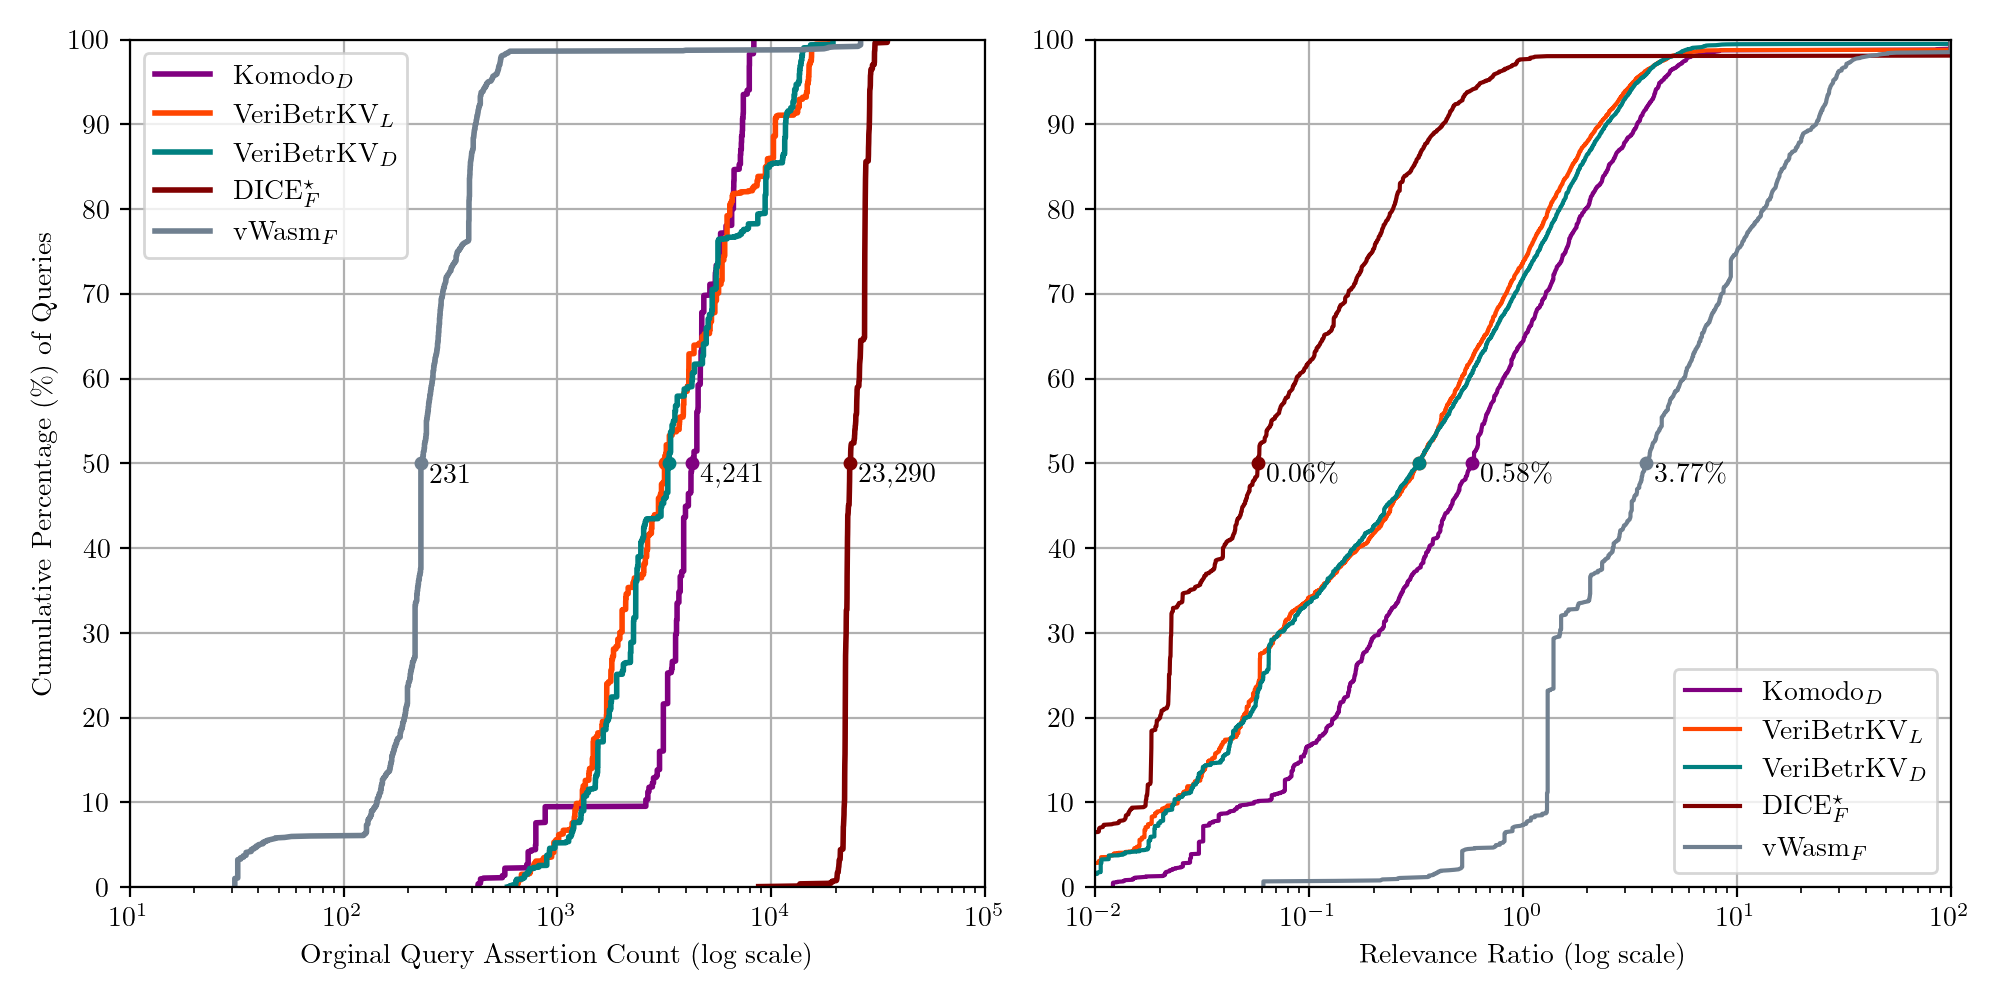 100
90
80
70
60
50
40
30
20
10
0
Cumulative Percentage (%) of Queries
Komodo_D
VeriBetrKV_L
VeriBetrKV_D
DICE^⋆_F
vWasm_F
231
4,241
23,290
10^1
10^2
10^3
10^4
10^5
Orginal Query Assertion Count (log scale)
100
90
80
70
60
50
40
30
20
10
0
0.06%
0.58%
3.77%
Komodo_D
VeriBetrKV_L
VeriBetrKV_D
DICE^⋆_F
vWasm_F
10^-2
10^-1
10^0
10^1
10^2
Relevance Ratio (log scale)